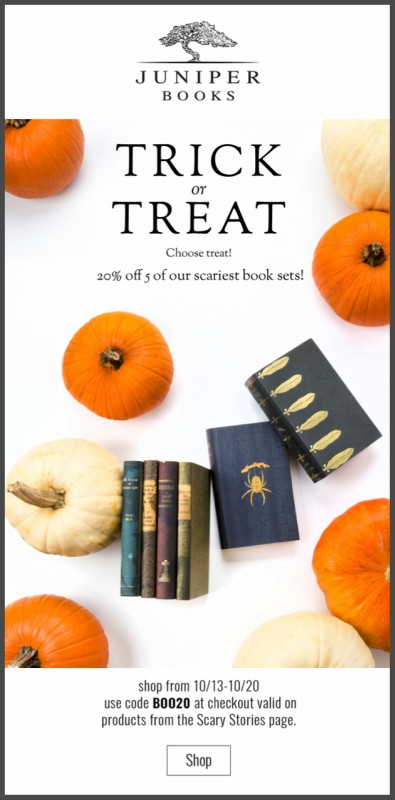 JUNIPER
BOOKS
TRICK
or
TREAT
Choose treat!
20% off 5 of our scariest book sets!
shop from 10/13-10/20
use code BOO20 at checkout valid on
products from the Scary Stories page.
Shop